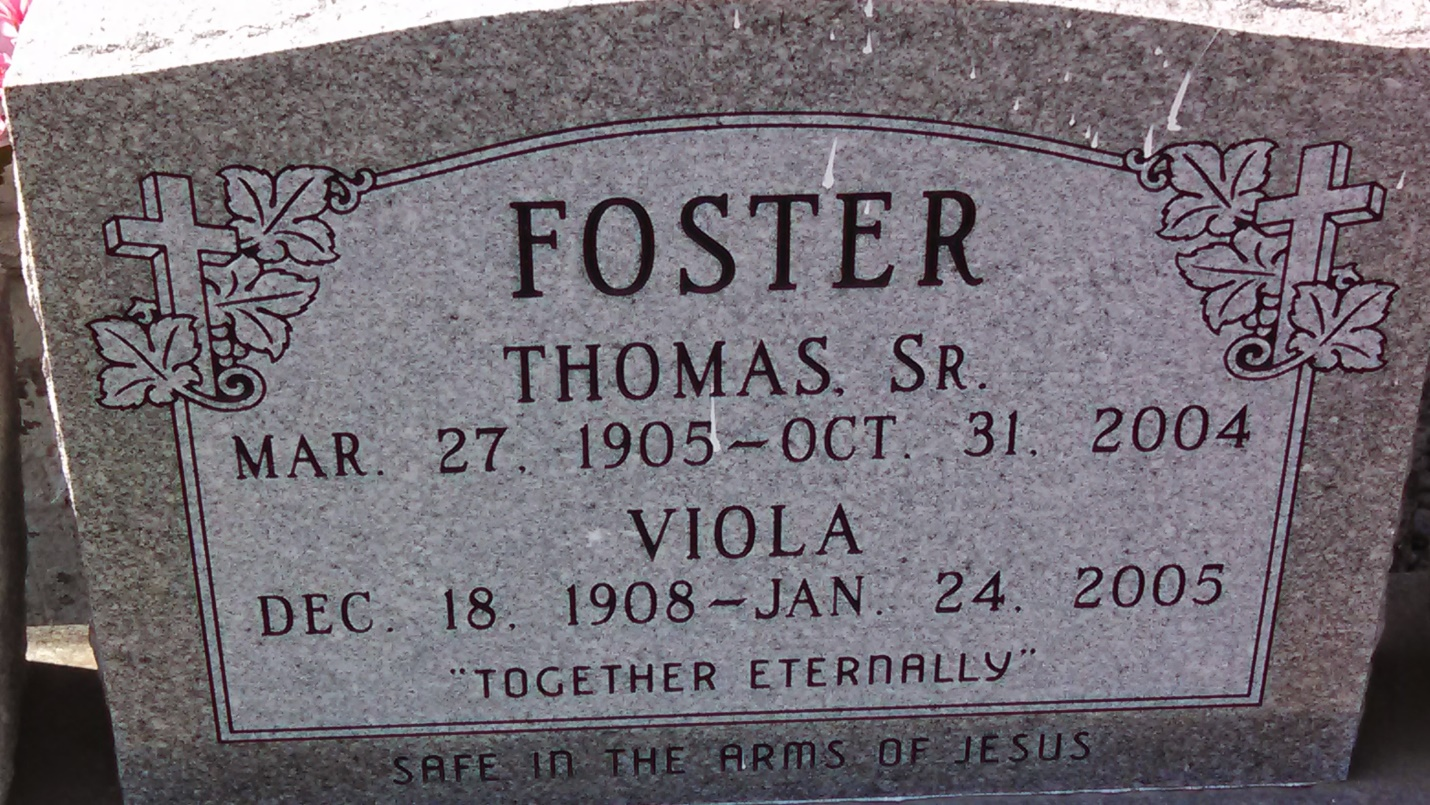 FOSTER
THOMAS, SR.
MAR. 27, 1905~OCT. 31, 2004
VIOLA
DEC. 18, 1908~JAN. 24, 2005
"TOGETHER ETERNALLY"
SAFE IN THE ARMS OF JESUS